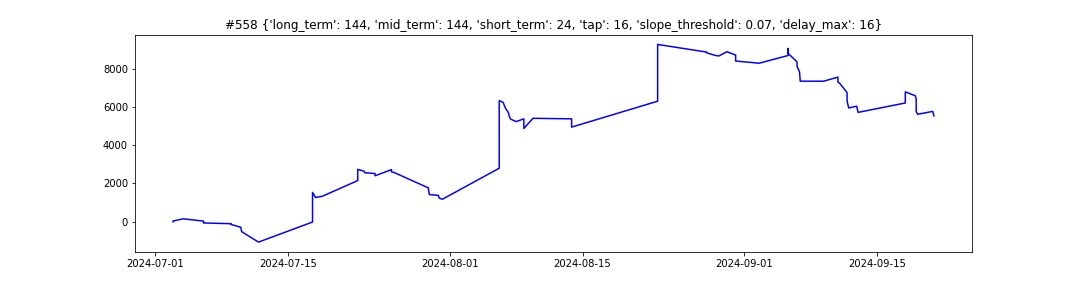 #558 {'long_term': 144, 'mid_term': 144, 'short_term': 24, 'tap': 16, 'slope_threshold': 0.07, 'delay_max': 16}
8000
6000
4000
2000
0
2024-07-01 2024-07-15 2024-08-01 2024-08-15 2024-09-01 2024-09-15